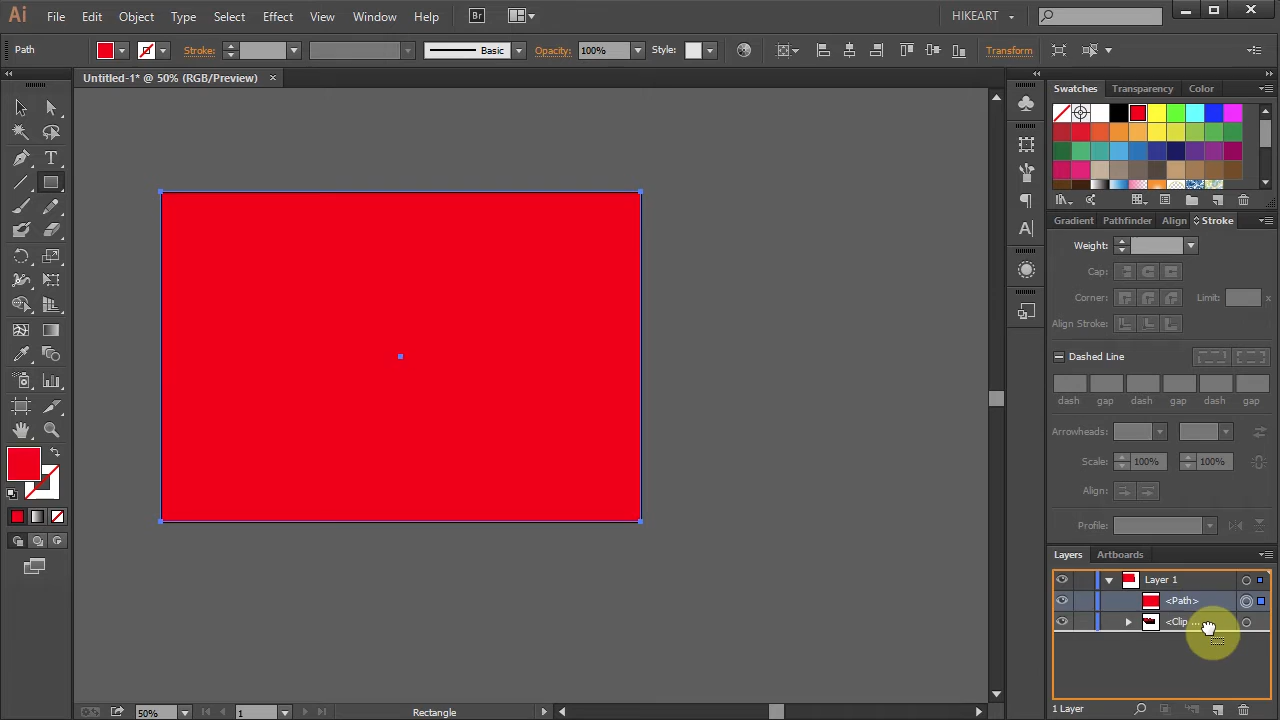 Ai File Edit Object Type Select Effect View Window Help Br HIKEART
Path Stroke: Basic Opacity: 100% Style: Transform
Untitled-1* @ 50% (RGB/Preview) ×
Swatches Transparency Color
Gradient Pathfinder Align Stroke
Weight:
Cap:
Corner: Limit: x
Align Stroke:
Dashed Line
dash gap dash gap dash gap
Arrowheads:
Scale: 100% 100%
Align:
Profile:
Layers Artboards
Layer 1
<Path>
<Clip ...
1 Layer
50% 1 Rectangle